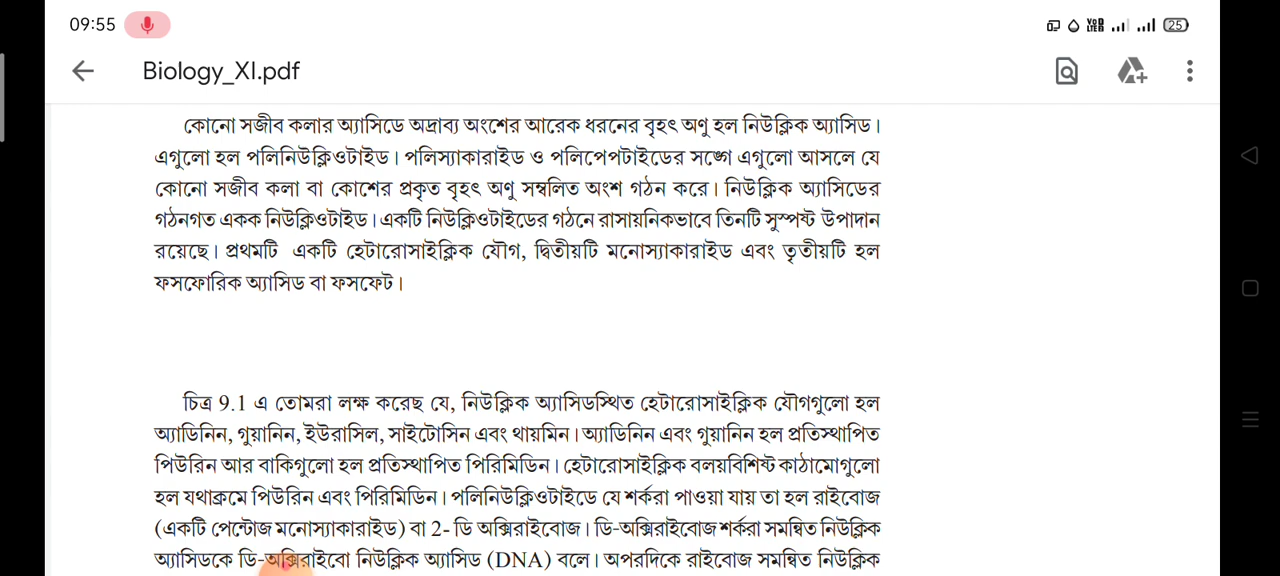 09:55
VoD LTE 25
Biology_XI.pdf
কোনো সজীব কলার অ্যাসিডে অদ্রাব্য অংশের আরেক ধরনের বৃহৎ অণু হল নিউক্লিক অ্যাসিড।
এগুলো হল পলিনিউক্লিওটাইড। পলিস্যাকারাইড ও পলিপেপটাইডের সঙ্গে এগুলো আসলে যে
কোনো সজীব কলা বা কোশের প্রকৃত বৃহৎ অণু সম্বলিত অংশ গঠন করে। নিউক্লিক অ্যাসিডের
গঠনগত একক নিউক্লিওটাইড। একটি নিউক্লিওটাইডের গঠনে রাসায়নিকভাবে তিনটি সুস্পষ্ট উপাদান
রয়েছে। প্রথমটি একটি হেটারোসাইক্লিক যৌগ, দ্বিতীয়টি মনোস্যাকারাইড এবং তৃতীয়টি হল
ফসফোরিক অ্যাসিড বা ফসফেট।
চিত্র 9.1 এ তোমরা লক্ষ করেছ যে, নিউক্লিক অ্যাসিডস্থিত হেটারোসাইক্লিক যৌগগুলো হল
অ্যাডিনিন, গুয়ানিন, ইউরাসিল, সাইটোসিন এবং থায়মিন। অ্যাডিনিন এবং গুয়ানিন হল প্রতিস্থাপিত
পিউরিন আর বাকিগুলো হল প্রতিস্থাপিত পিরিমিডিন। হেটারোসাইক্লিক বলয়বিশিষ্ট কাঠামোগুলো
হল যথাক্রমে পিউরিন এবং পিরিমিডিন। পলিনিউক্লিওটাইডে যে শর্করা পাওয়া যায় তা হল রাইবোজ
(একটি পেন্টোজ মনোস্যাকারাইড) বা 2- ডি অক্সিরাইবোজ। ডি-অক্সিরাইবোজ শর্করা সমন্বিত নিউক্লিক
অ্যাসিডকে ডি-অক্সিরাইবো নিউক্লিক অ্যাসিড (DNA) বলে। অপরদিকে রাইবোজ সমন্বিত নিউক্লিক